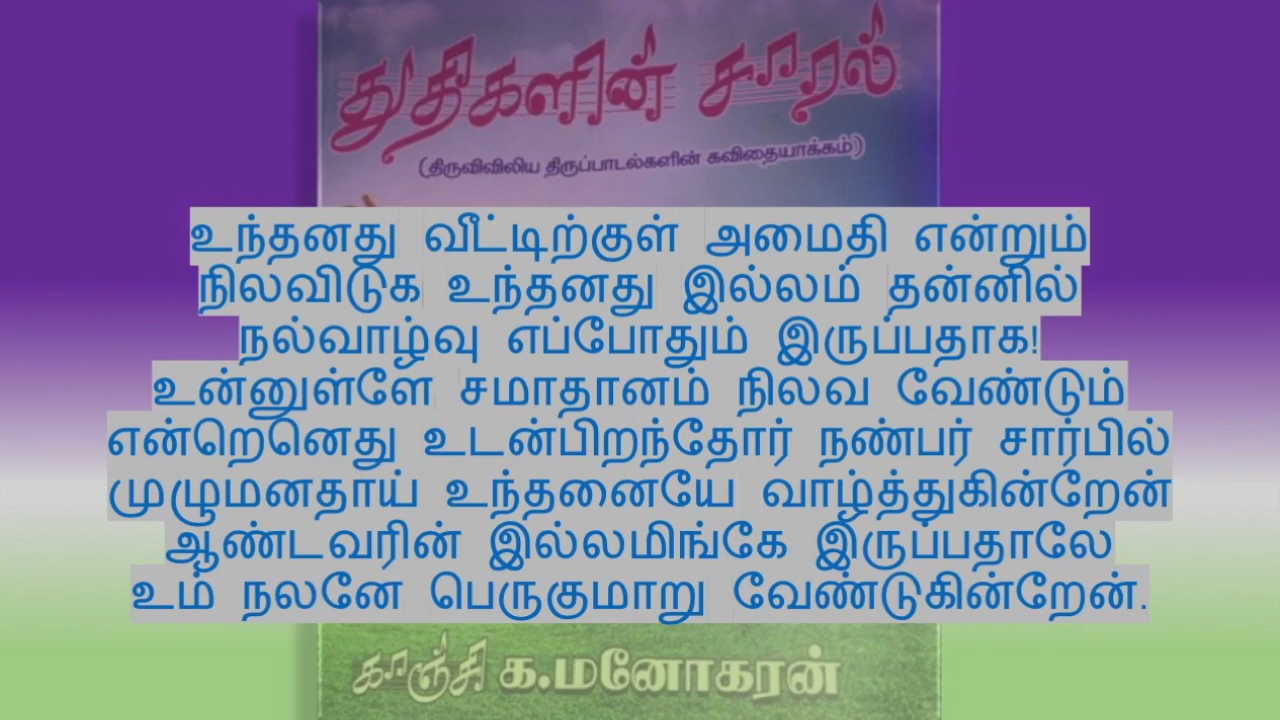 துதிகளின் சாரல்
(திருவிவிலிய திருப்பாடல்களின் கவிதையாக்கம்)
உந்தனது வீட்டிற்குள் அமைதி என்றும்
நிலவிடுக உந்தனது இல்லம் தன்னில்
நல்வாழ்வு எப்போதும் இருப்பதாக!
உன்னுள்ளே சமாதானம் நிலவ வேண்டும்
என்றெனெது உடன்பிறந்தோர் நண்பர் சார்பில்
முழுமனதாய் உந்தனையே வாழ்த்துகின்றேன்
ஆண்டவரின் இல்லமிங்கே இருப்பதாலே
உம் நலனே பெருகுமாறு வேண்டுகின்றேன்.
காஞ்சி க.மனோகரன்